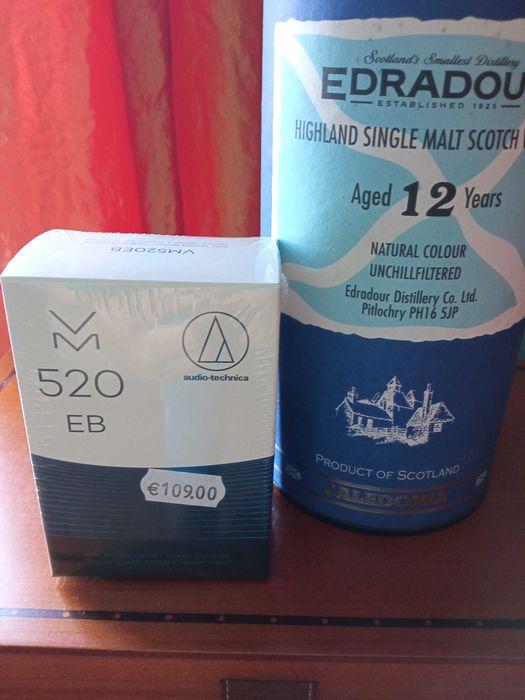 VM520EB
VM
520
EB
audio-technica
€109.00
Scotland's Smallest Distillery
EDRADOU
ESTABLISHED 1825
HIGHLAND SINGLE MALT SCOTCH
Aged 12 Years
NATURAL COLOUR
UNCHILLFILTERED
Edradour Distillery Co. Ltd.
Pitlochry PH16 5JP
PRODUCT OF SCOTLAND
CALEDONIA